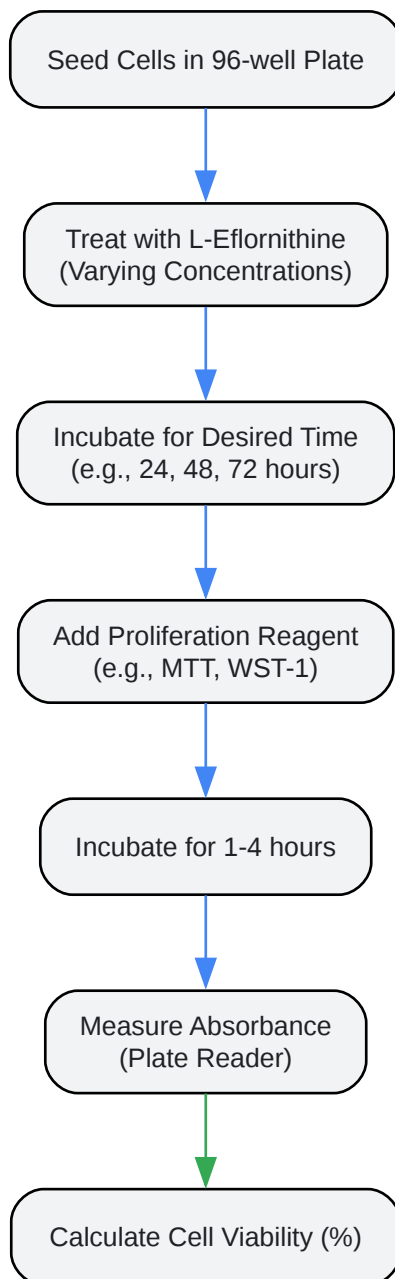 Seed Cells in 96-well Plate
Treat with L-Eflornithine
(Varying Concentrations)
Incubate for Desired Time
(e.g., 24, 48, 72 hours)
Add Proliferation Reagent
(e.g., MTT, WST-1)
Incubate for 1-4 hours
Measure Absorbance
(Plate Reader)
Calculate Cell Viability (%)